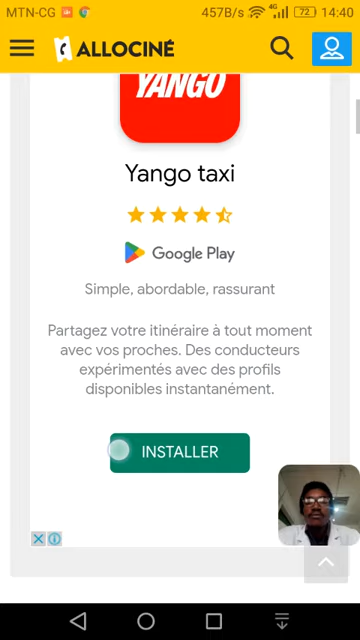 MTN-CG 457B/s 4G 72 14:40
ALLOCINÉ
YANGO
Yango taxi
Google Play
Simple, abordable, rassurant
Partagez votre itinéraire à tout moment
avec vos proches. Des conducteurs
expérimentés avec des profils
disponibles instantanément.
INSTALLER